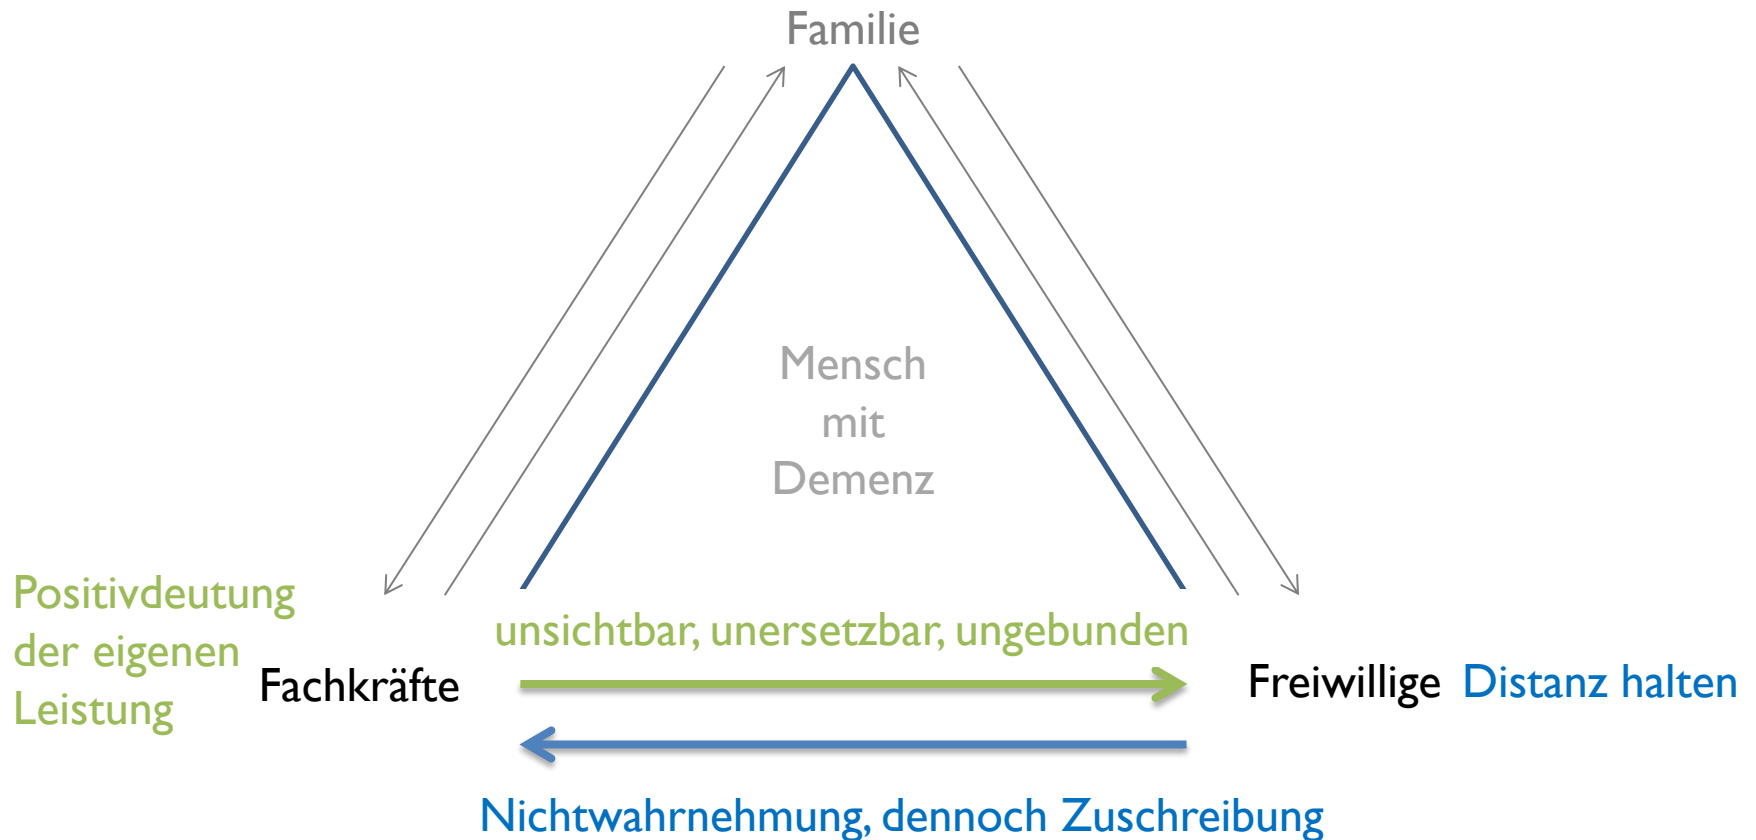 Familie
Mensch
mit
Demenz
Positivdeutung
der eigenen
Leistung
Fachkräfte
unsichtbar, unersetzbar, ungebunden
Freiwillige
Distanz halten
Nichtwahrnehmung, dennoch Zuschreibung